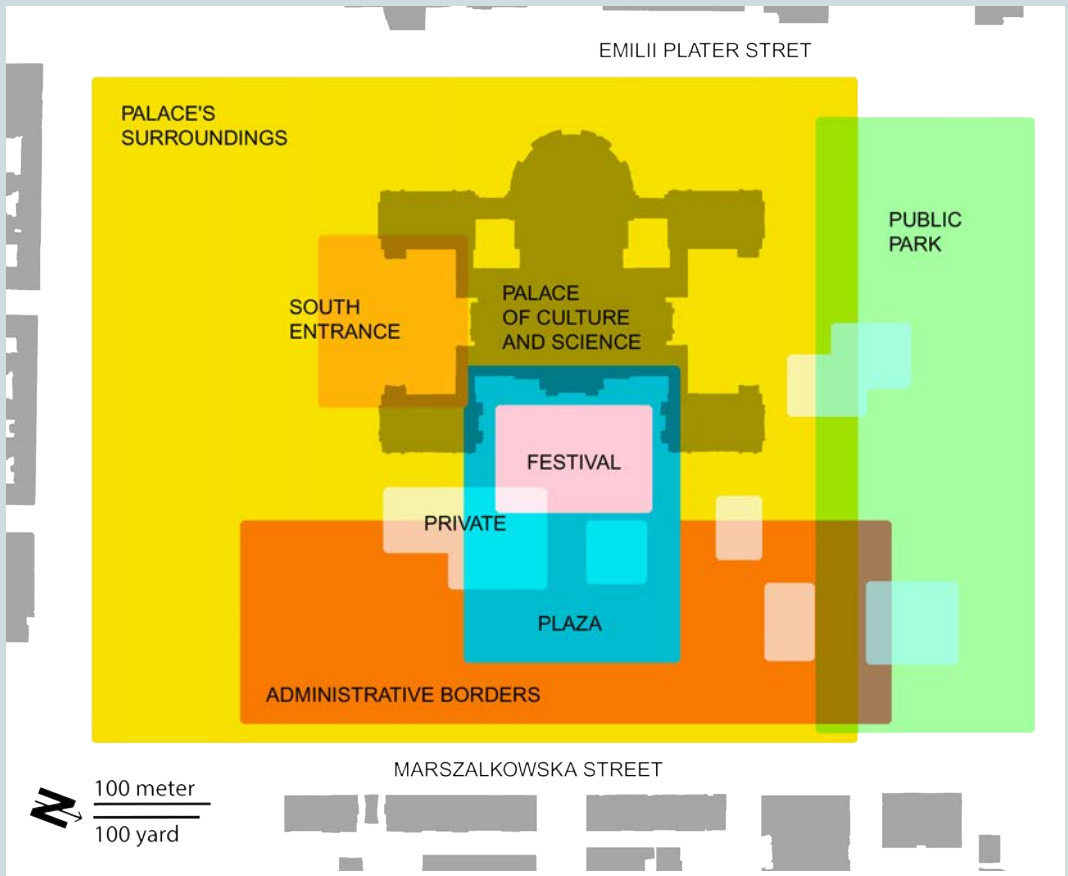 EMILII PLATER STRET
PALACE'S
SURROUNDINGS
PUBLIC
PARK
SOUTH
ENTRANCE
PALACE
OF CULTURE
AND SCIENCE
FESTIVAL
PRIVATE
PLAZA
ADMINISTRATIVE BORDERS
MARSZALKOWSKA STREET
N
100 meter
100 yard